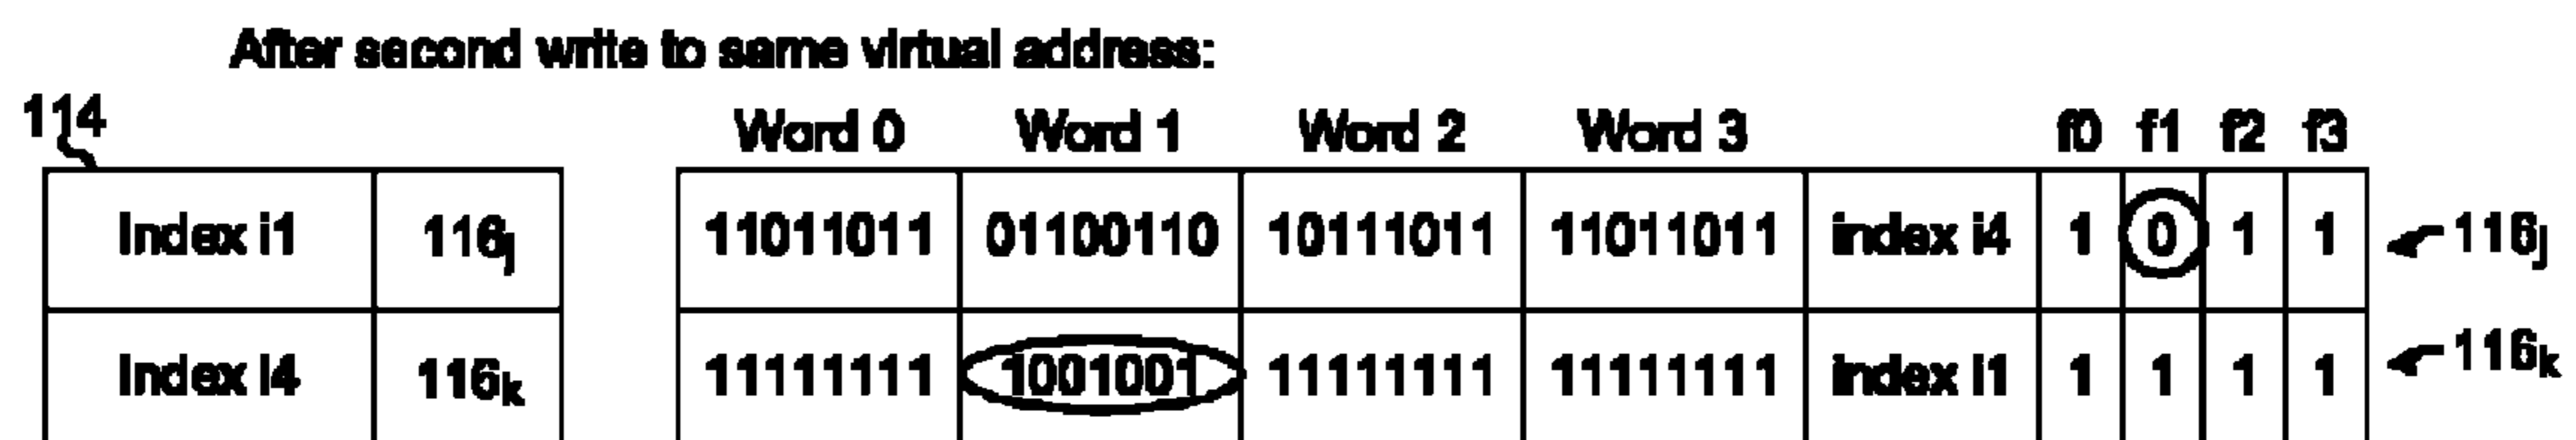 After second write to same virtual address:
114
Word 0 Word 1 Word 2 Word 3 f0 f1 f2 f3
Index i1 116j 11011011 01100110 10111011 11011011 index i4 1 0 1 1 116j
Index i4 116k 11111111 1001001 11111111 11111111 index i1 1 1 1 1 116k